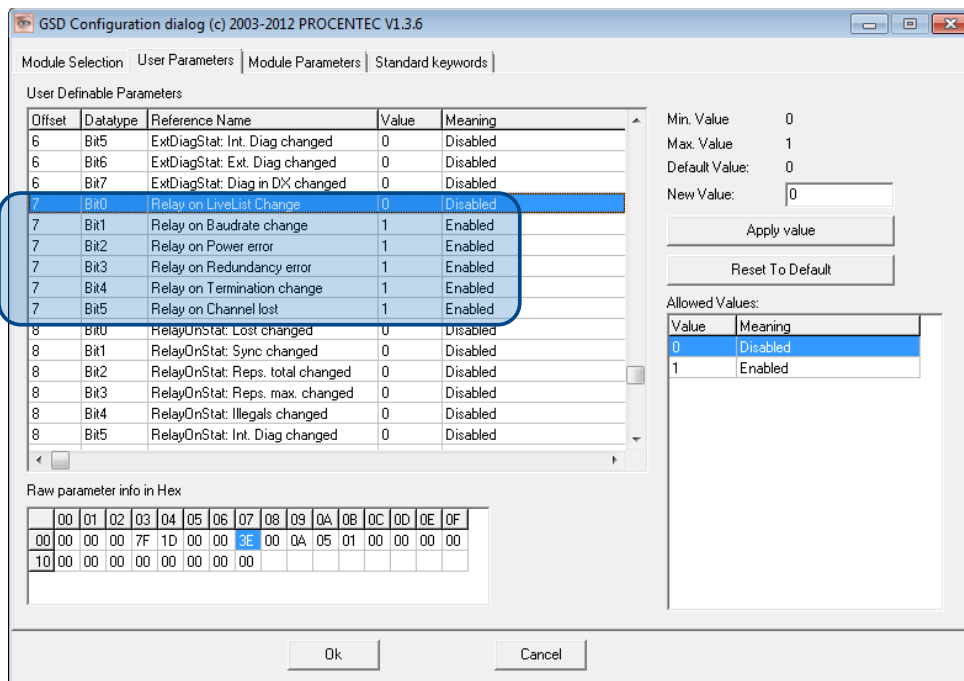 GSD Configuration dialog (c) 2003-2012 PROCENTEC V1.3.6
Module Selection User Parameters Module Parameters Standard keywords
User Definable Parameters
Offset Datatype Reference Name Value Meaning
6 Bit5 ExtDiagStat: Int. Diag changed 0 Disabled
6 Bit6 ExtDiagStat: Ext. Diag changed 0 Disabled
6 Bit7 ExtDiagStat: Diag in DX changed 0 Disabled
7 Bit0 Relay on LiveList Change 0 Disabled
7 Bit1 Relay on Baudrate change 1 Enabled
7 Bit2 Relay on Power error 1 Enabled
7 Bit3 Relay on Redundancy error 1 Enabled
7 Bit4 Relay on Termination change 1 Enabled
7 Bit5 Relay on Channel lost 1 Enabled
8 Bit0 RelayOnStat: Lost changed 0 Disabled
8 Bit1 RelayOnStat: Sync changed 0 Disabled
8 Bit2 RelayOnStat: Reps. total changed 0 Disabled
8 Bit3 RelayOnStat: Reps. max. changed 0 Disabled
8 Bit4 RelayOnStat: Illegals changed 0 Disabled
8 Bit5 RelayOnStat: Int. Diag changed 0 Disabled
Min. Value 0
Max. Value 1
Default Value: 0
New Value: 0
Apply value
Reset To Default
Allowed Values:
Value Meaning
0 Disabled
1 Enabled
Raw parameter info in Hex
00 01 02 03 04 05 06 07 08 09 0A 0B 0C 0D 0E 0F
00 00 00 00 7F 1D 00 00 3E 00 0A 05 01 00 00 00 00
10 00 00 00 00 00 00 00 00
Ok Cancel